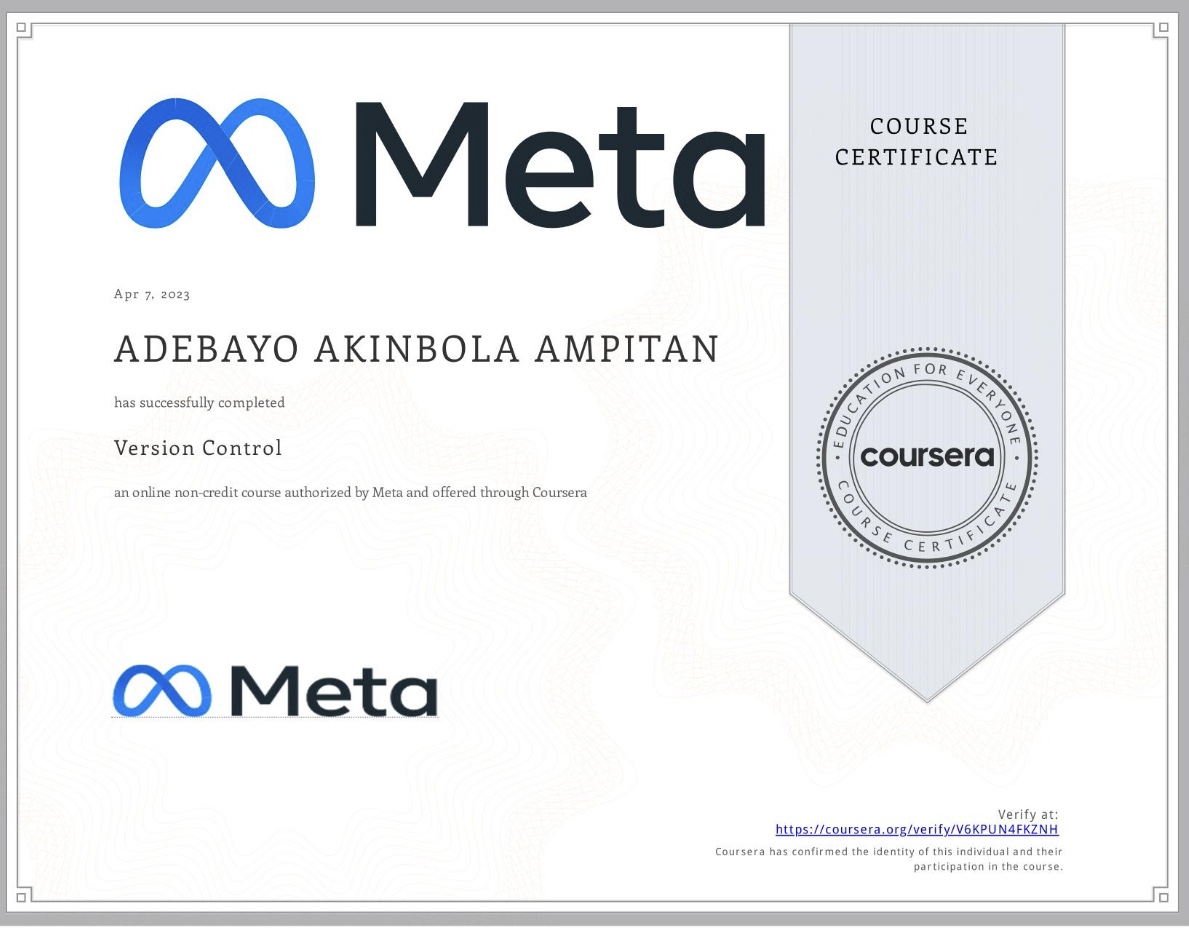 Meta
COURSE
CERTIFICATE
Apr 7, 2023
ADEBAYO AKINBOLA AMPITAN
has successfully completed
Version Control
an online non-credit course authorized by Meta and offered through Coursera
EDUCATION FOR EVERYONE
coursera
COURSE CERTIFICATE
Meta
Verify at:
https://coursera.org/verify/V6KPUN4FKZNH
Coursera has confirmed the identity of this individual and their
participation in the course.